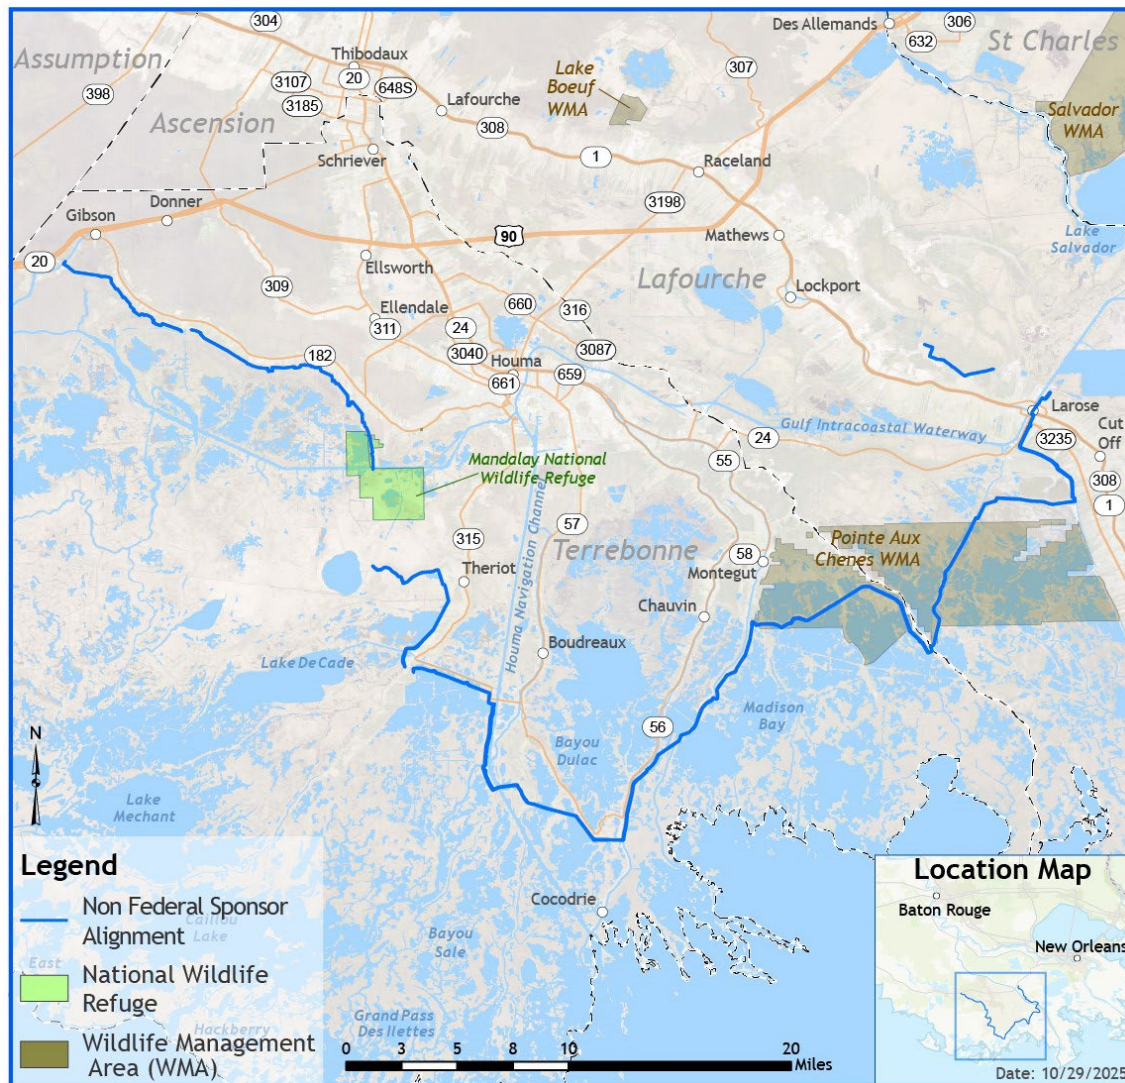 304
Des Allemands
306
632
St Charles
Assumption
Thibodaux
Lake
Boeuf
WMA
307
3107
20
648S
398
3185
Lafourche
Salvador
WMA
Ascension
308
Schriever
1
Raceland
Donner
3198
Gibson
90
Mathews
Lake
Salvador
20
Ellsworth
Lafourche
309
Lockport
660
316
Ellendale
311
24
3040
3087
182
Houma
661
659
Larose
Gulf Intracoastal Waterway
24
3235
Cut
Off
55
Mandalay National
Wildlife Refuge
308
1
57
Houma Navigation Channel
315
Terrebonne
Pointe Aux
Chenes WMA
58
Theriot
Montegut
Chauvin
Boudreaux
Lake De Cade
Madison
Bay
56
N
Bayou
Dulac
Lake
Mechant
Legend
Non Federal Sponsor
Alignment
Caillou
Lake
East
National Wildlife
Refuge
Hackberry
Wildlife Management
Area (WMA)
Cocodrie
Bayou
Sale
Grand Pass
Des Ilettes
0 3 5 10 20
Miles
Location Map
Baton Rouge
New Orleans
Date: 10/29/2025